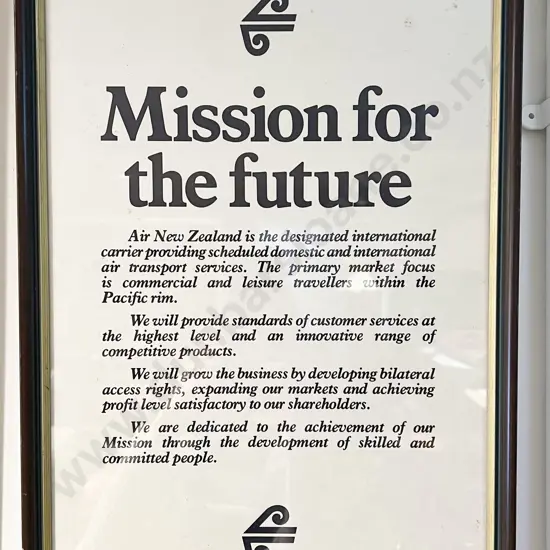 Mission for
the future
Air New Zealand is the designated international
carrier providing scheduled domestic and international
air transport services. The primary market focus
is commercial and leisure travellers within the
Pacific rim.
We will provide standards of customer services at
the highest level and an innovative range of
competitive products.
We will grow the business by developing bilateral
access rights, expanding our markets and achieving
profit level satisfactory to our shareholders.
We are dedicated to the achievement of our
Mission through the development of skilled and
committed people.